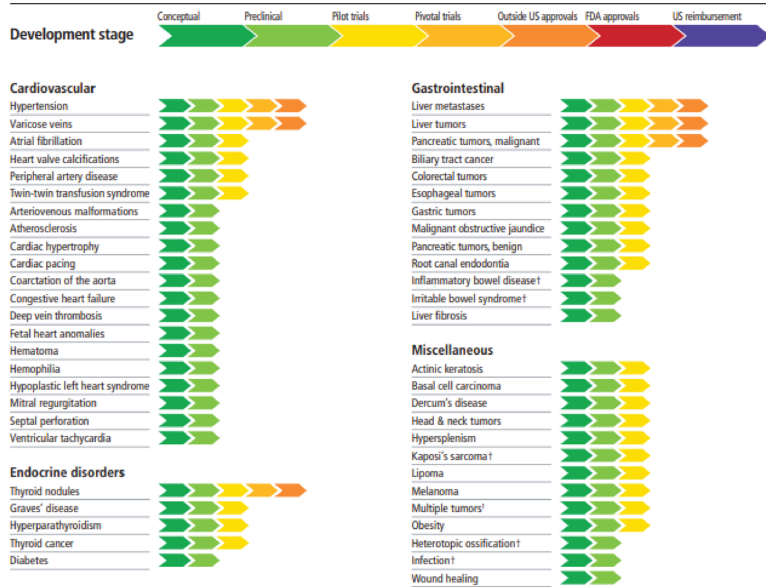 Development stage
Conceptual
Preclinical
Pilot trials
Pivotal trials
Outside US approvals
FDA approvals
US reimbursement
Cardiovascular
Hypertension
Varicose veins
Atrial fibrillation
Heart valve calcifications
Peripheral artery disease
Twin-twin transfusion syndrome
Arteriovenous malformations
Atherosclerosis
Cardiac hypertrophy
Cardiac pacing
Coarctation of the aorta
Congestive heart failure
Deep vein thrombosis
Fetal heart anomalies
Hematoma
Hemophilia
Hypoplastic left heart syndrome
Mitral regurgitation
Septal perforation
Ventricular tachycardia
Endocrine disorders
Thyroid nodules
Graves’ disease
Hyperparathyroidism
Thyroid cancer
Diabetes
Gastrointestinal
Liver metastases
Liver tumors
Pancreatic tumors, malignant
Biliary tract cancer
Colorectal tumors
Esophageal tumors
Gastric tumors
Malignant obstructive jaundice
Pancreatic tumors, benign
Root canal endodontia
Inflammatory bowel disease†
Irritable bowel syndrome†
Liver fibrosis
Miscellaneous
Actinic keratosis
Basal cell carcinoma
Dercum’s disease
Head & neck tumors
Hypersplenism
Kaposi’s sarcoma†
Lipoma
Melanoma
Multiple tumors†
Obesity
Heterotopic ossification†
Infection†
Wound healing